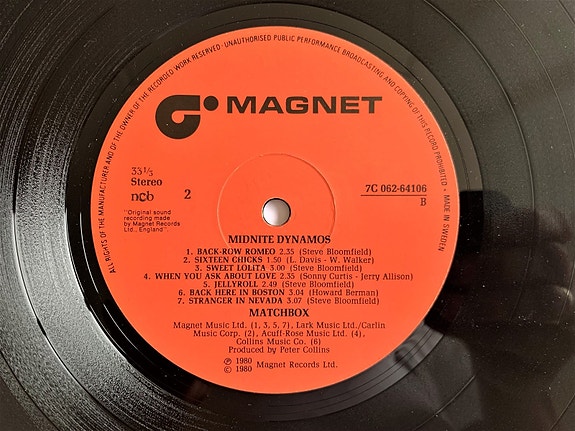 ALL RIGHTS OF THE MANUFACTURER AND OF THE OWNER OF THE RECORDED WORK RESERVED · UNAUTHORISED PUBLIC PERFORMANCE BROADCASTING AND COPYING OF THIS RECORD PROHIBITED · MADE IN SWEDEN
MAGNET
33 1/3
Stereo
ncb
2
7C 062-64106
B
"Original sound
recording made
by Magnet Records
Ltd., England".
MIDNITE DYNAMOS
1. BACK-ROW ROMEO 2.35 (Steve Bloomfield)
2. SIXTEEN CHICKS 1.50 (L. Davis - W. Walker)
3. SWEET LOLITA 3.00 (Steve Bloomfield)
4. WHEN YOU ASK ABOUT LOVE 2.35 (Sonny Curtis - Jerry Allison)
5. JELLYROLL 2.49 (Steve Bloomfield)
6. BACK HERE IN BOSTON 3.04 (Howard Berman)
7. STRANGER IN NEVADA 3.07 (Steve Bloomfield)
MATCHBOX
Magnet Music Ltd. (1, 3, 5, 7), Lark Music Ltd./Carlin
Music Corp. (2), Acuff-Rose Music Ltd. (4),
Collins Music Co. (6)
Produced by Peter Collins
Ⓟ 1980
© 1980 Magnet Records Ltd.